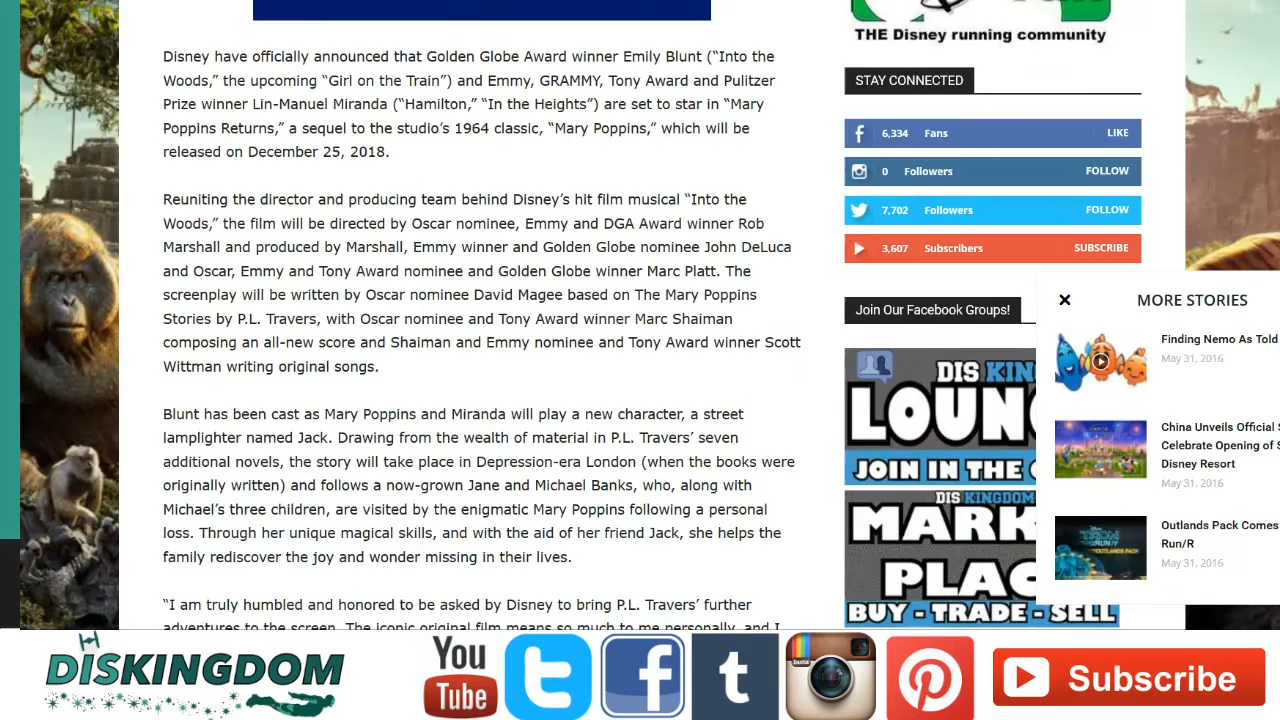 THE Disney running community
Disney have officially announced that Golden Globe Award winner Emily Blunt (“Into the
Woods,” the upcoming “Girl on the Train”) and Emmy, GRAMMY, Tony Award and Pulitzer
Prize winner Lin-Manuel Miranda (“Hamilton,” “In the Heights”) are set to star in “Mary
Poppins Returns,” a sequel to the studio’s 1964 classic, “Mary Poppins,” which will be
released on December 25, 2018.
Reuniting the director and producing team behind Disney’s hit film musical “Into the
Woods,” the film will be directed by Oscar nominee, Emmy and DGA Award winner Rob
Marshall and produced by Marshall, Emmy winner and Golden Globe nominee John DeLuca
and Oscar, Emmy and Tony Award nominee and Golden Globe winner Marc Platt. The
screenplay will be written by Oscar nominee David Magee based on The Mary Poppins
Stories by P.L. Travers, with Oscar nominee and Tony Award winner Marc Shaiman
composing an all-new score and Shaiman and Emmy nominee and Tony Award winner Scott
Wittman writing original songs.
Blunt has been cast as Mary Poppins and Miranda will play a new character, a street
lamplighter named Jack. Drawing from the wealth of material in P.L. Travers’ seven
additional novels, the story will take place in Depression-era London (when the books were
originally written) and follows a now-grown Jane and Michael Banks, who, along with
Michael’s three children, are visited by the enigmatic Mary Poppins following a personal
loss. Through her unique magical skills, and with the aid of her friend Jack, she helps the
family rediscover the joy and wonder missing in their lives.
“I am truly humbled and honored to be asked by Disney to bring P.L. Travers’ further
adventures to the screen. The iconic original film means so much to me personally, and I
STAY CONNECTED
6,334 Fans LIKE
0 Followers FOLLOW
7,702 Followers FOLLOW
3,607 Subscribers SUBSCRIBE
Join Our Facebook Groups!
DIS KIN
LOUN
JOIN IN THE
DIS KINGDOM
MARK
PLAC
BUY - TRADE - SELL
MORE STORIES
Finding Nemo As Told
May 31, 2016
China Unveils Official
Celebrate Opening of
Disney Resort
May 31, 2016
Outlands Pack Comes
Run/R
May 31, 2016
DISKINGDOM
You
Tube
Insta
Subscribe